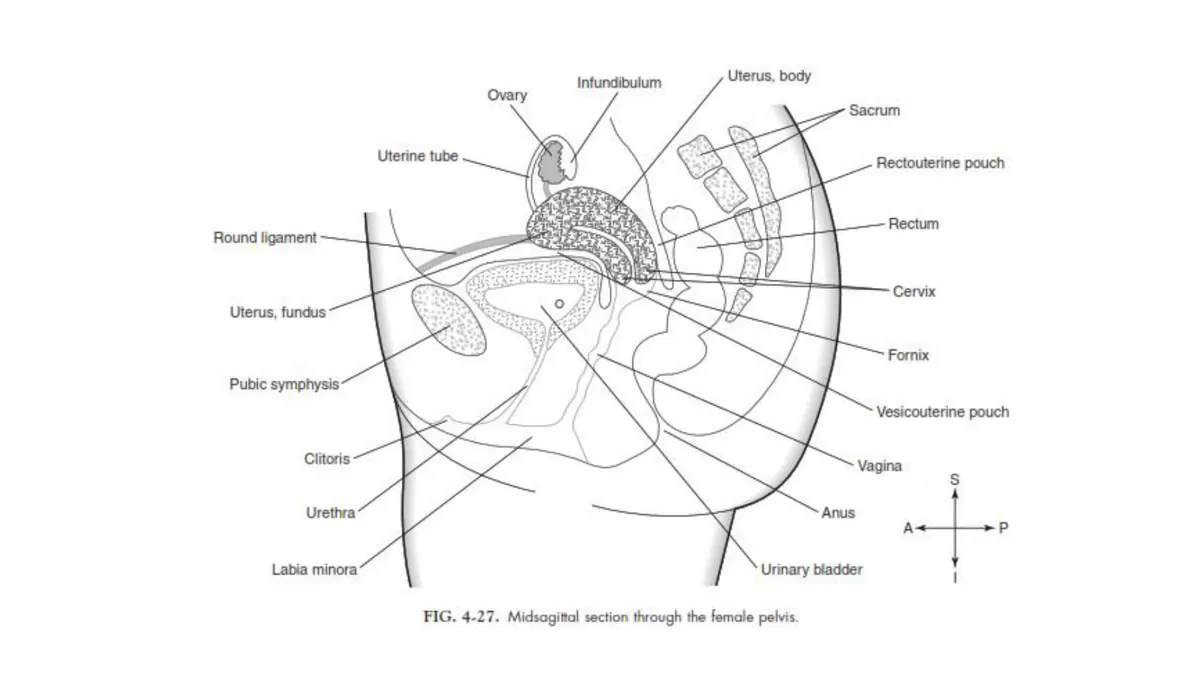 Uterus, body
Infundibulum
Ovary
Sacrum
Uterine tube
Rectouterine pouch
Rectum
Round ligament
Cervix
Uterus, fundus
Fornix
Pubic symphysis
Vesicouterine pouch
Clitoris
Vagina
S
Urethra
Anus
A
P
Labia minora
Urinary bladder
I
FIG. 4-27. Midsagittal section through the female pelvis.